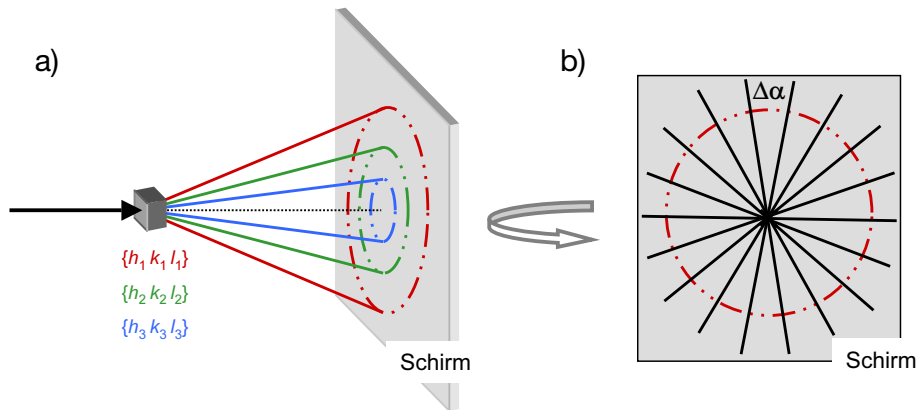 a)
{h₁ k₁ l₁}
{h₂ k₂ l₂}
{h₃ k₃ l₃}
Schirm
b)
Δα
Schirm